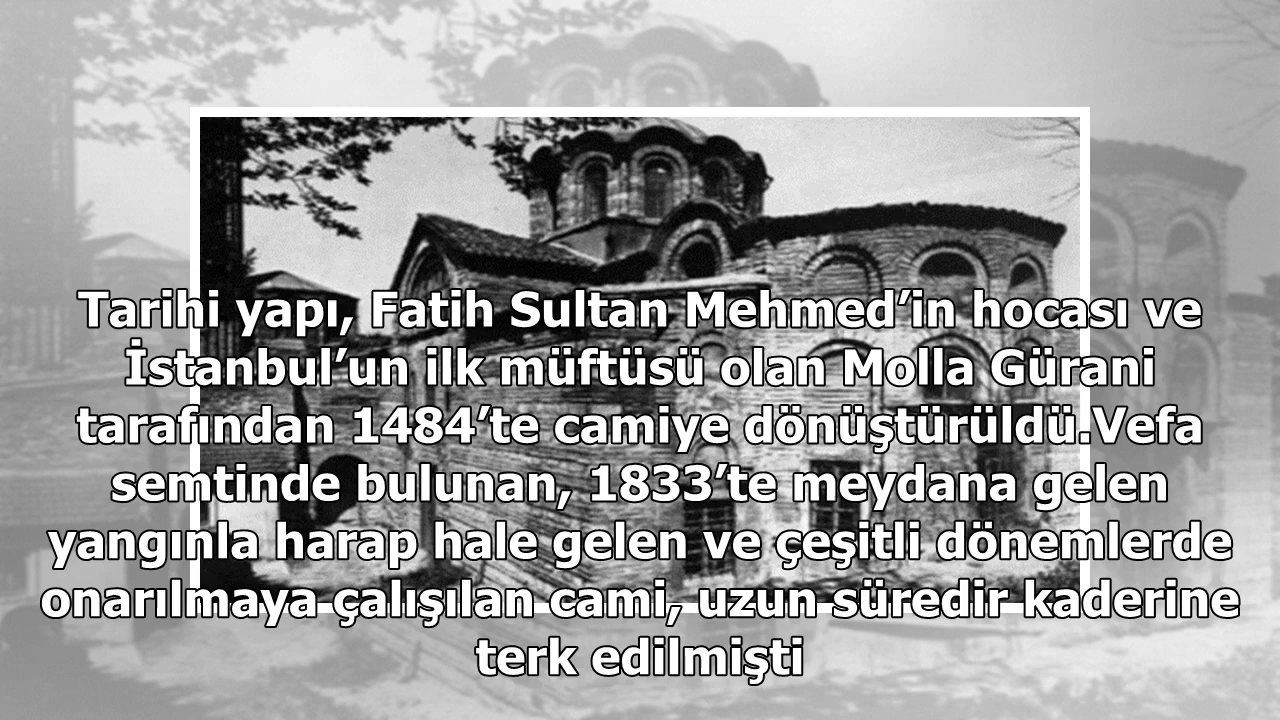 Tarihi yapı, Fatih Sultan Mehmed’in hocası ve
İstanbul’un ilk müftüsü olan Molla Gürani
tarafından 1484’te camiye dönüştürüldü.Vefa
semtinde bulunan, 1833’te meydana gelen
yangınla harap hale gelen ve çeşitli dönemlerde
onarılmaya çalışılan cami, uzun süredir kaderine
terk edilmişti